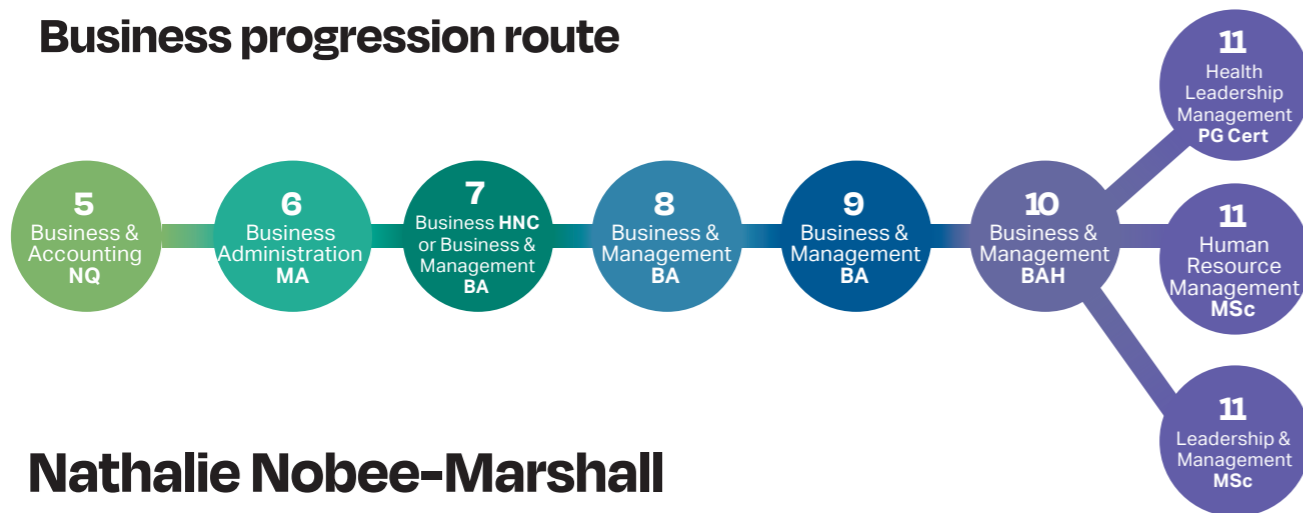 Business progression route
5
Business &
Accounting
NQ
6
Business
Administration
MA
7
Business HNC
or Business &
Management
BA
8
Business &
Management
BA
9
Business &
Management
BA
10
Business &
Management
BAH
11
Health
Leadership
Management
PG Cert
11
Human
Resource
Management
MSc
11
Leadership &
Management
MSc
Nathalie Nobee-Marshall